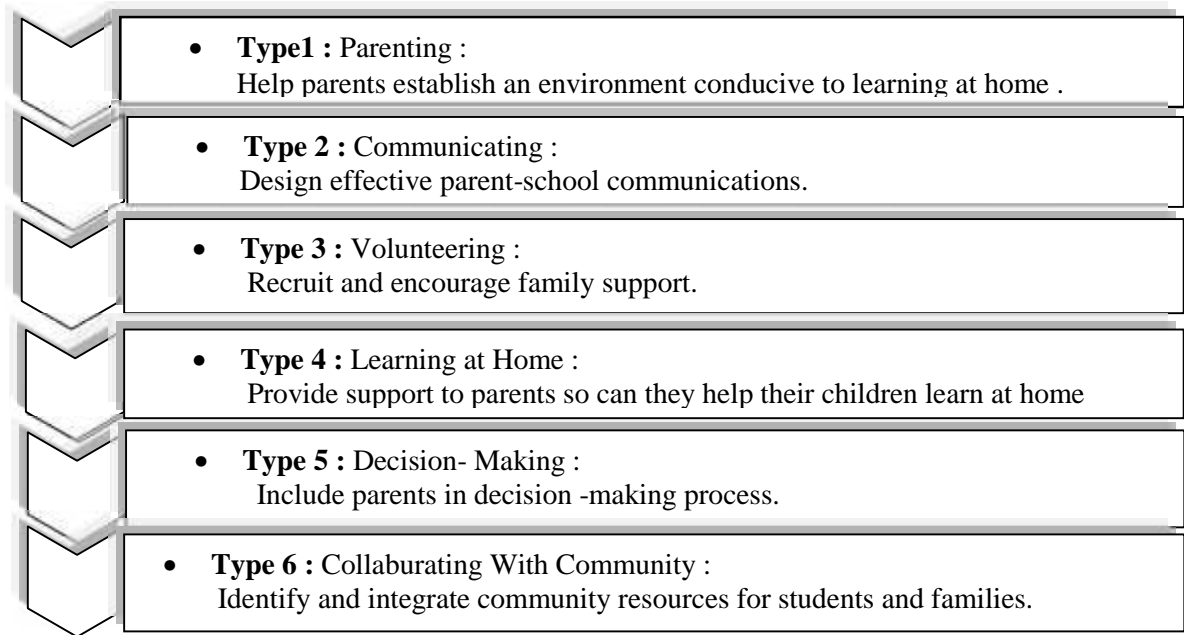 • Type1 : Parenting :
Help parents establish an environment conducive to learning at home .
• Type 2 : Communicating :
Design effective parent-school communications.
• Type 3 : Volunteering :
Recruit and encourage family support.
• Type 4 : Learning at Home :
Provide support to parents so can they help their children learn at home
• Type 5 : Decision- Making :
Include parents in decision -making process.
• Type 6 : Collaburating With Community :
Identify and integrate community resources for students and families.